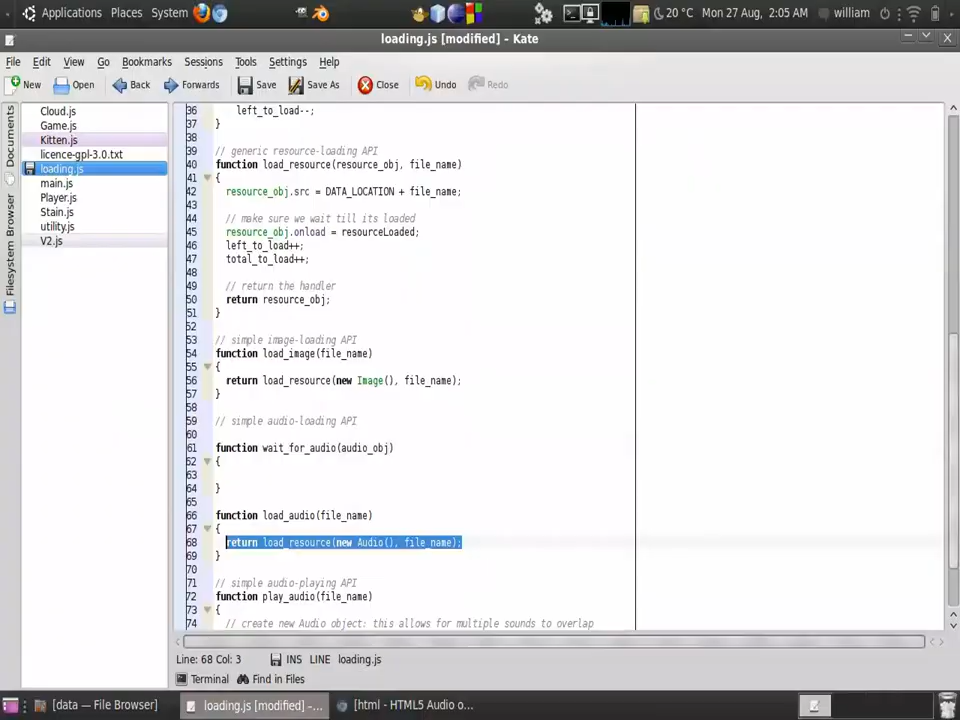 Applications Places System 20 °C Mon 27 Aug, 2:05 AM william
loading.js [modified] - Kate
File Edit View Go Bookmarks Sessions Tools Settings Help
New Open Back Forwards Save Save As Close Undo Redo
Documents
Filesystem Browser
Cloud.js
Game.js
Kitten.js
licence-gpl-3.0.txt
loading.js
main.js
Player.js
Stain.js
utility.js
V2.js
36 left_to_load--;
37 }
38
39 // generic resource-loading API
40 function load_resource(resource_obj, file_name)
41 {
42 resource_obj.src = DATA_LOCATION + file_name;
43
44 // make sure we wait till its loaded
45 resource_obj.onload = resourceLoaded;
46 left_to_load++;
47 total_to_load++;
48
49 // return the handler
50 return resource_obj;
51 }
52
53 // simple image-loading API
54 function load_image(file_name)
55 {
56 return load_resource(new Image(), file_name);
57 }
58
59 // simple audio-loading API
60
61 function wait_for_audio(audio_obj)
62 {
63
64 }
65
66 function load_audio(file_name)
67 {
68 return load_resource(new Audio(), file_name);
69 }
70
71 // simple audio-playing API
72 function play_audio(file_name)
73 {
74 // create new Audio object: this allows for multiple sounds to overlap
Line: 68 Col: 3 INS LINE loading.js
Terminal Find in Files
[data — File Browser] loading.js [modified] –... [html - HTML5 Audio o...